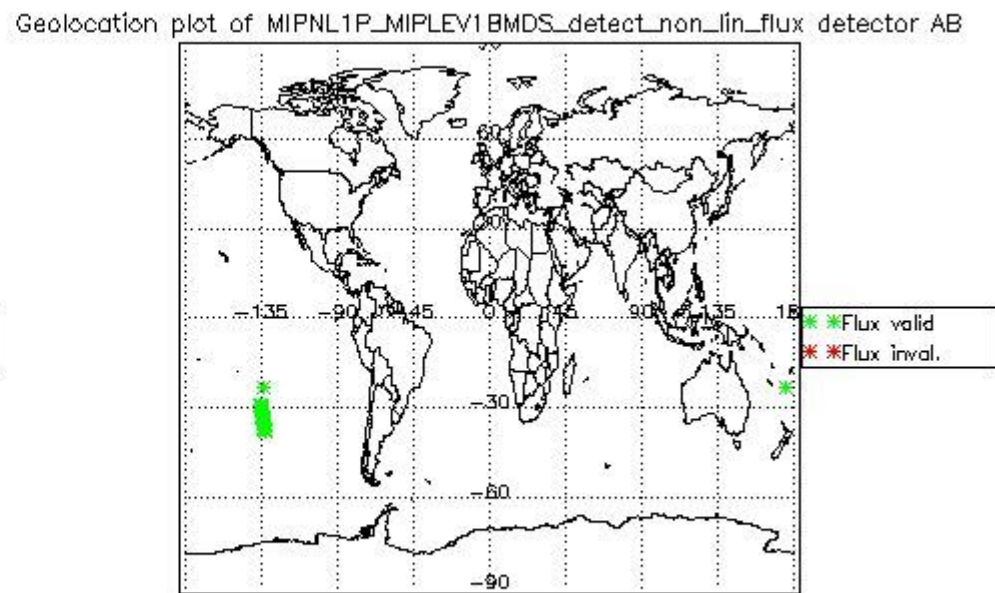 Geolocation plot of MIPNL1P_MIPLEV1BMDS_detect_non_lin_flux detector AB
-135 -90 -45 0 45 90 135 18
✳ ✳Flux valid
✳ ✳Flux inval.
-30
-60
-90